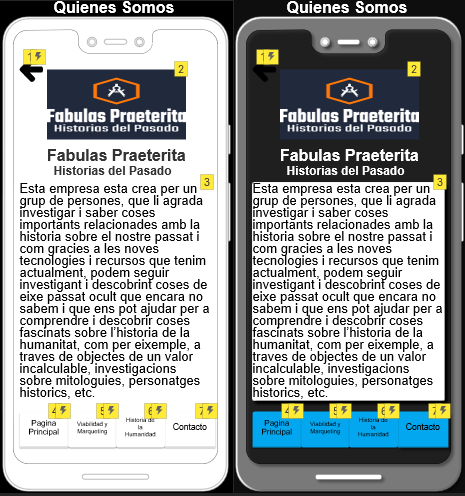 Quienes Somos
1
2
Fabulas Praeterita
Historias del Pasado
Fabulas Praeterita
Historias del Pasado
3
Esta empresa esta crea per un
grup de persones, que li agrada
investigar i saber coses
importants relacionades amb la
historia sobre el nostre passat i
com gracies a les noves
tecnologies i recursos que tenim
actualment, podem seguir
investigant i descobrint coses de
eixe passat ocult que encara no
sabem i que ens pot ajudar per a
comprendre i descobrir coses
fascinats sobre l'historia de la
humanitat, com per eixemple, a
traves de objectes de un valor
incalculable, investigacions
sobre mitologuies, personatges
historics, etc.
4
5
6
7
Pagina
Principal
Viabilidad y
Marqueting
Historia de
la
Humanidad
Contacto
Quienes Somos
1
2
Fabulas Praeterita
Historias del Pasado
Fabulas Praeterita
Historias del Pasado
3
Esta empresa esta crea per un
grup de persones, que li agrada
investigar i saber coses
importants relacionades amb la
historia sobre el nostre passat i
com gracies a les noves
tecnologies i recursos que tenim
actualment, podem seguir
investigant i descobrint coses de
eixe passat ocult que encara no
sabem i que ens pot ajudar per a
comprendre i descobrir coses
fascinats sobre l'historia de la
humanitat, com per eixemple, a
traves de objectes de un valor
incalculable, investigacions
sobre mitologuies, personatges
historics, etc.
4
5
6
7
Pagina
Principal
Viabilidad y
Marqueting
Historia de
la
Humanidad
Contacto